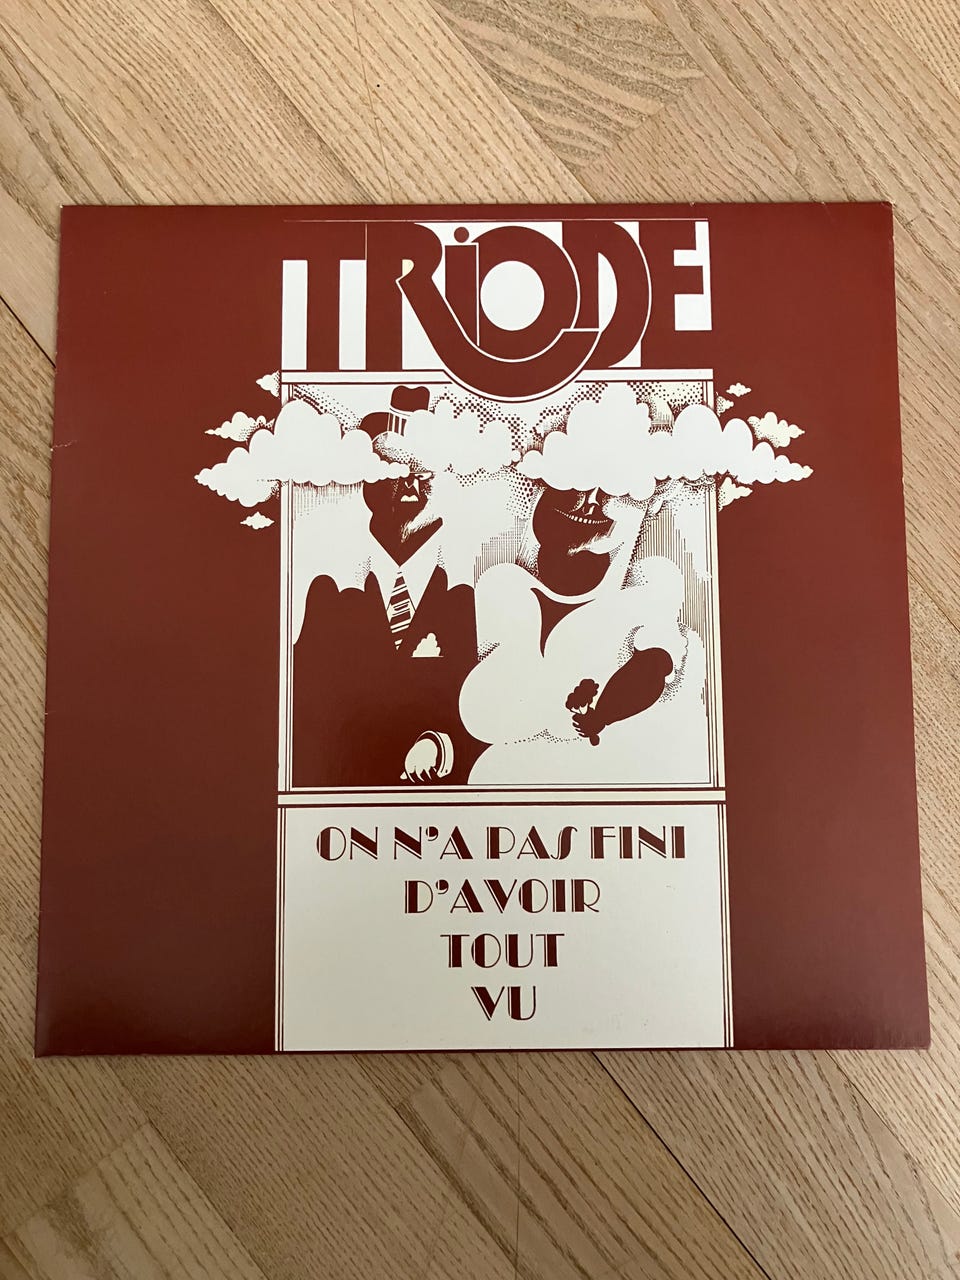 TRiODE
ON N'A PAS FINI
D'AVOIR
TOUT
VU